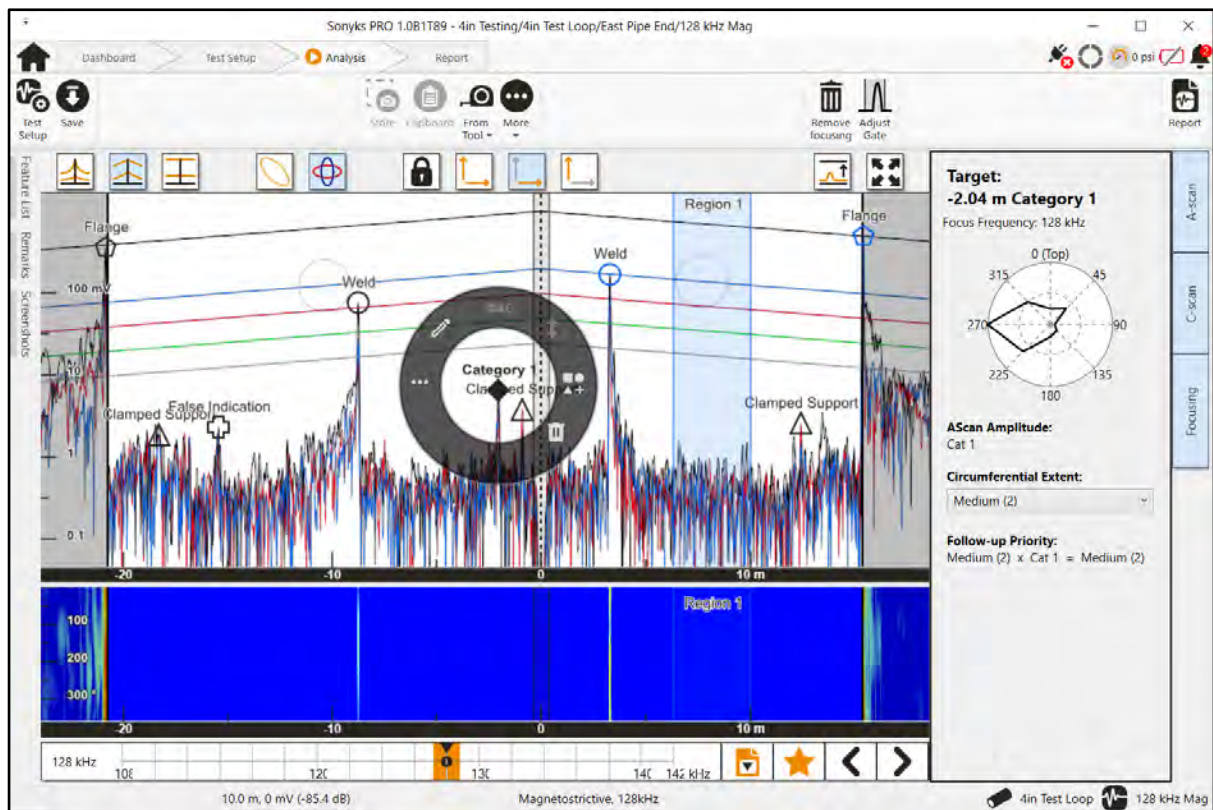 Sonyks PRO 1.0B1T89 - 4in Testing/4in Test Loop/East Pipe End/128 kHz Mag
Dashboard
Test Setup
Analysis
Report
0 psi
2
Test
Setup
Save
Store
Clipboard
From
Tool
More
Remove
focusing
Adjust
Gate
Report
Feature List
Remarks
Screenshots
Flange
Region 1
Flange
Weld
Weld
100 mV
Category 1
10
Clamped Support
False Indication
Clamped Support
1
0.1
-20
-10
0
10 m
Region 1
100
200
300 °
-20
-10
0
10 m
128 kHz
120
130
142 kHz
Target:
-2.04 m Category 1
Focus Frequency: 128 kHz
0 (Top)
315
45
270
90
225
135
180
AScan Amplitude:
Cat 1
Circumferential Extent:
Medium (2)
Follow-up Priority:
Medium (2) x Cat 1 = Medium (2)
A-scan
C-scan
Focusing
10.0 m, 0 mV (-85.4 dB)
Magnetostrictive, 128kHz
4in Test Loop
128 kHz Mag